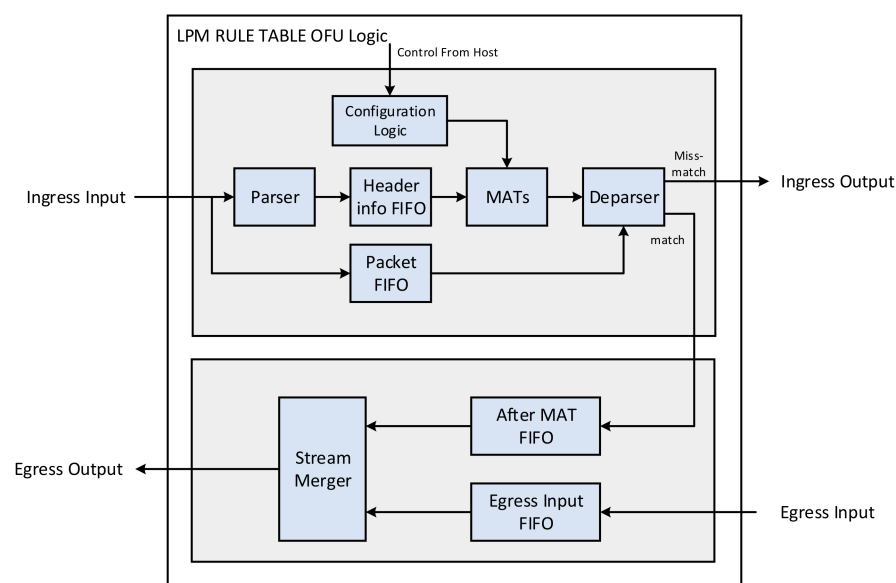 LPM RULE TABLE OFU Logic
Control From Host
Configuration
Logic
Miss-
match
Ingress Input
Parser
Header
info FIFO
MATs
Deparser
Ingress Output
match
Packet
FIFO
After MAT
FIFO
Stream
Merger
Egress Output
Egress Input
FIFO
Egress Input